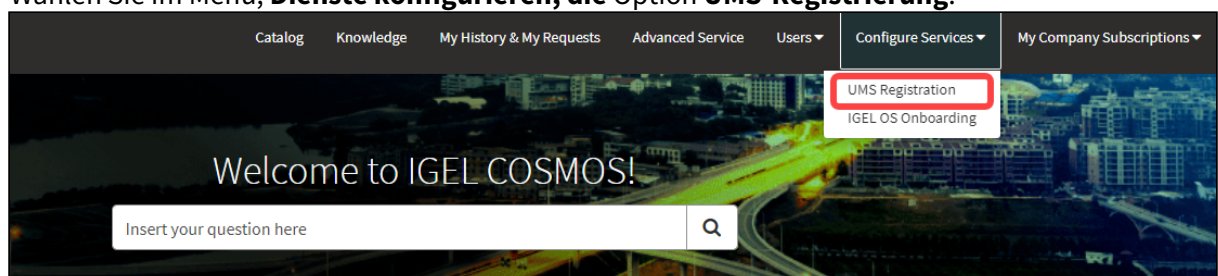 Wählen Sie im Menü, Dienste konfigurieren, die Option UMS-Registrierung.
Catalog Knowledge My History & My Requests Advanced Service Users Configure Services My Company Subscriptions
UMS Registration
IGEL OS Onboarding
Welcome to IGEL COSMOS!
Insert your question here